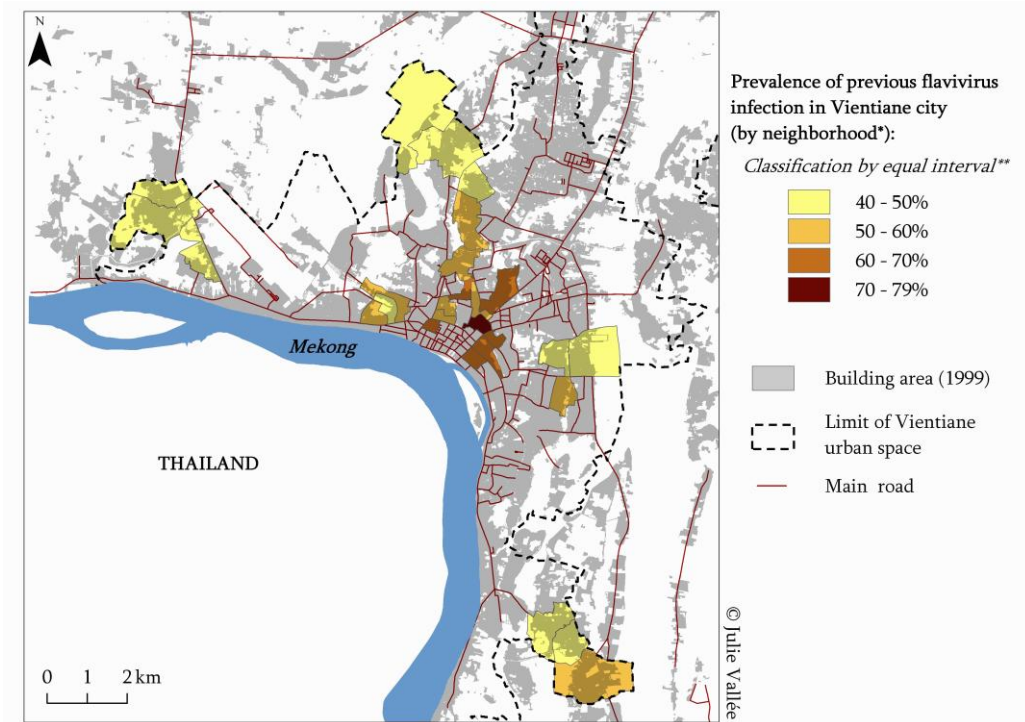 N
Mekong
THAILAND
0 1 2 km
© Julie Vallée
Prevalence of previous flavivirus
infection in Vientiane city
(by neighborhood*):
Classification by equal interval**
40 - 50%
50 - 60%
60 - 70%
70 - 79%
Building area (1999)
Limit of Vientiane
urban space
Main road